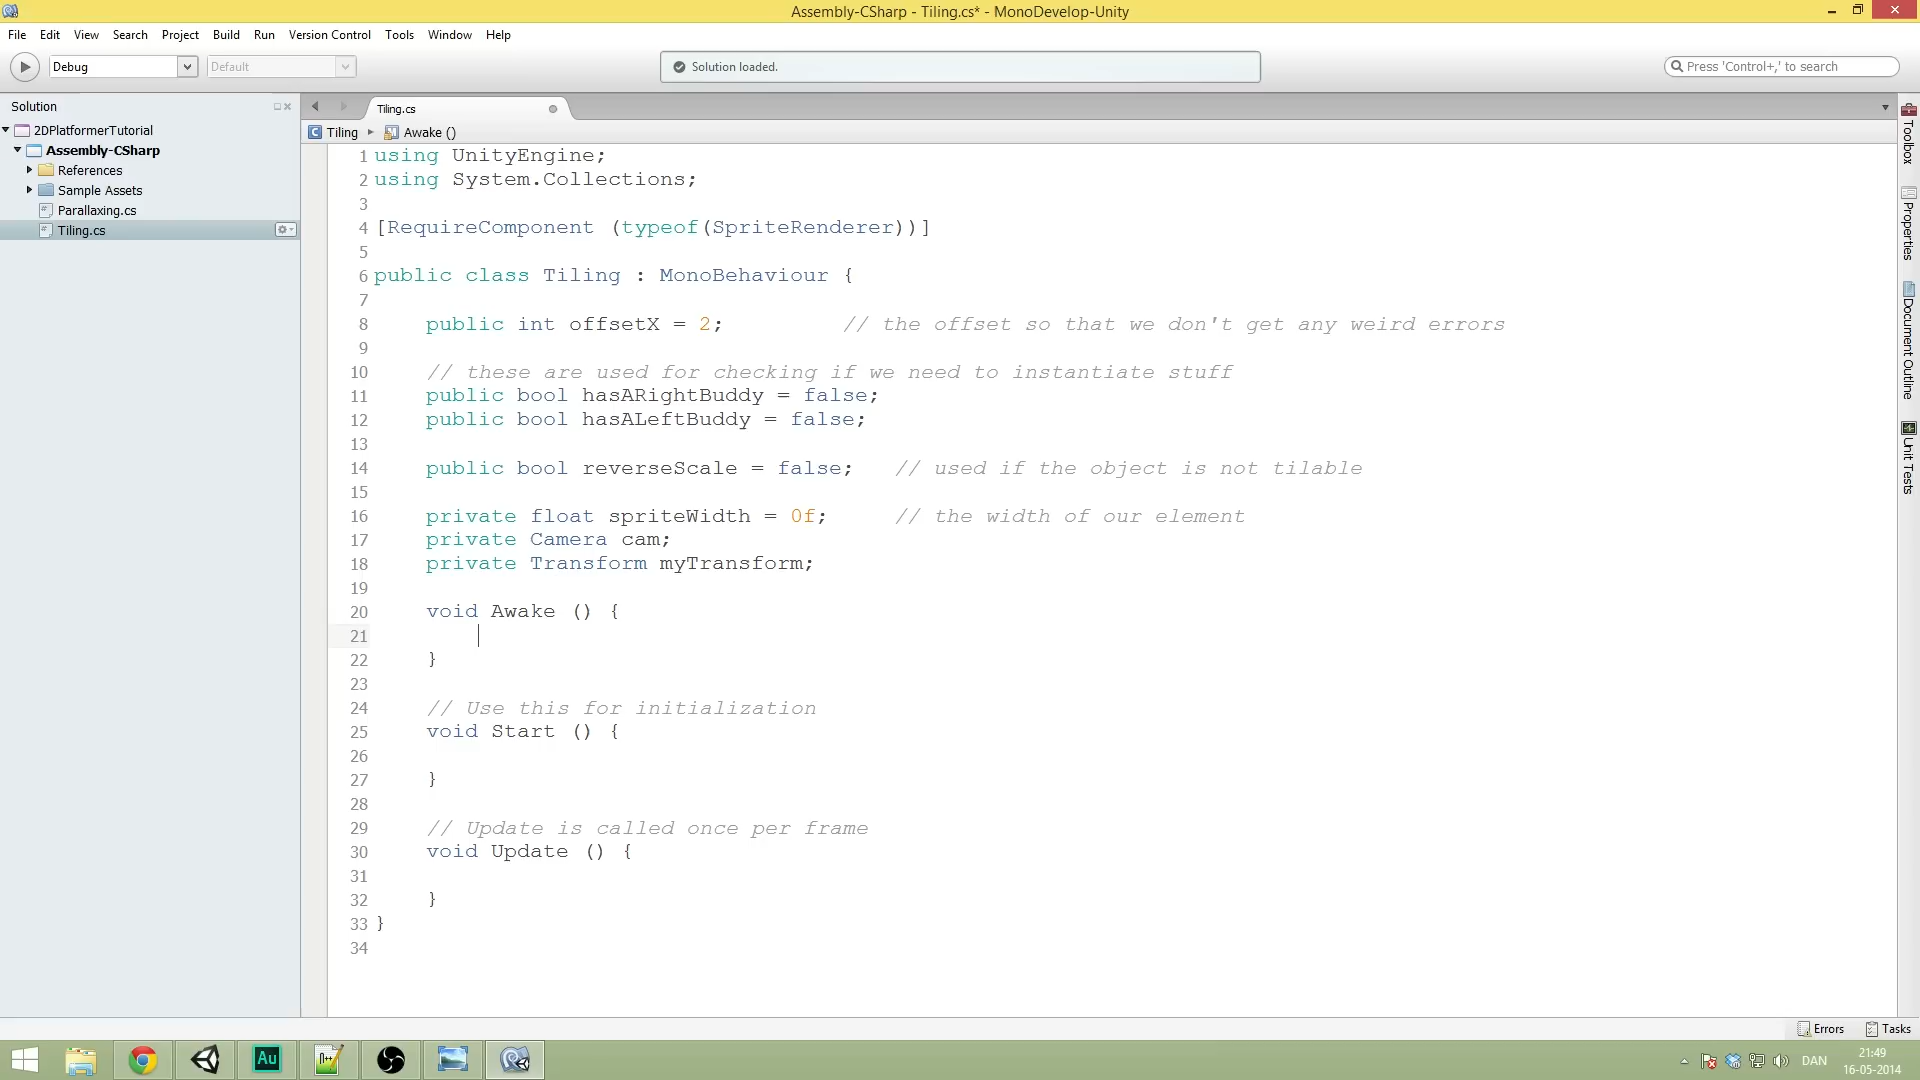 Assembly-CSharp - Tiling.cs* - MonoDevelop-Unity
File Edit View Search Project Build Run Version Control Tools Window Help
Debug Default Solution loaded. Press 'Control+,' to search
Solution
2DPlatformerTutorial
Assembly-CSharp
References
Sample Assets
Parallaxing.cs
Tiling.cs
Tiling.cs
Tiling Awake ()
1 using UnityEngine;
2 using System.Collections;
3
4 [RequireComponent (typeof(SpriteRenderer))]
5
6 public class Tiling : MonoBehaviour {
7
8 public int offsetX = 2; // the offset so that we don't get any weird errors
9
10 // these are used for checking if we need to instantiate stuff
11 public bool hasARightBuddy = false;
12 public bool hasALeftBuddy = false;
13
14 public bool reverseScale = false; // used if the object is not tilable
15
16 private float spriteWidth = 0f; // the width of our element
17 private Camera cam;
18 private Transform myTransform;
19
20 void Awake () {
21
22 }
23
24 // Use this for initialization
25 void Start () {
26
27 }
28
29 // Update is called once per frame
30 void Update () {
31
32 }
33 }
34
Toolbox
Properties
Document Outline
Unit Tests
Errors Tasks
Au
DAN
21:49
16-05-2014